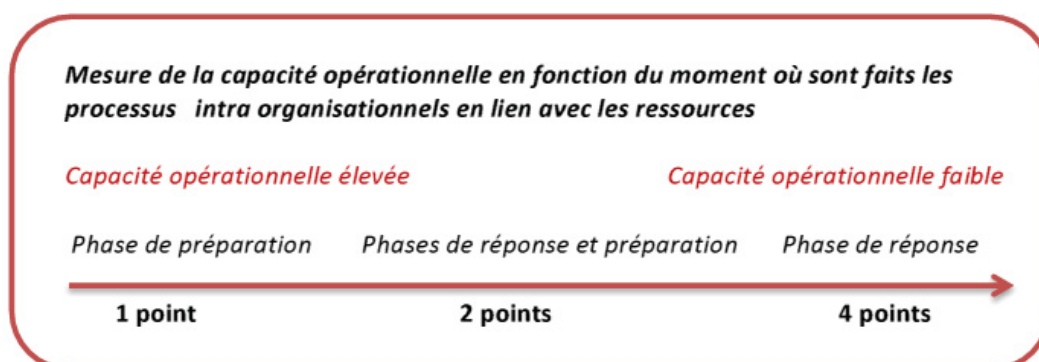 Mesure de la capacité opérationnelle en fonction du moment où sont faits les
processus intra organisationnels en lien avec les ressources
Capacité opérationnelle élevée Capacité opérationnelle faible
Phase de préparation Phases de réponse et préparation Phase de réponse
1 point 2 points 4 points